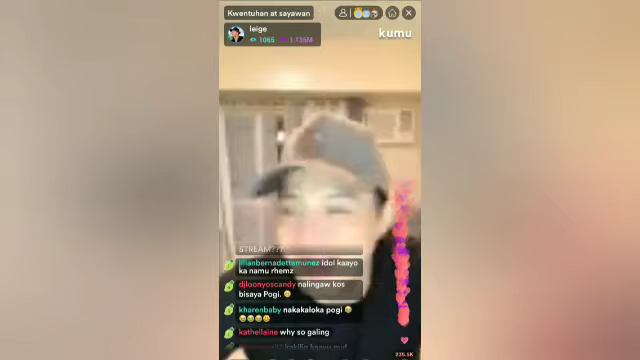 Kwentuhan at sayawan
leige
1065 1.135M
kumu
STREAM???
jilianbernadettemunez idol kaayo
ka namu rhemz
djloonyoscandy nalingaw kos
bisaya Pogi.
kharenbaby nakakaloka pogi
kathellaine why so galing
235.5K